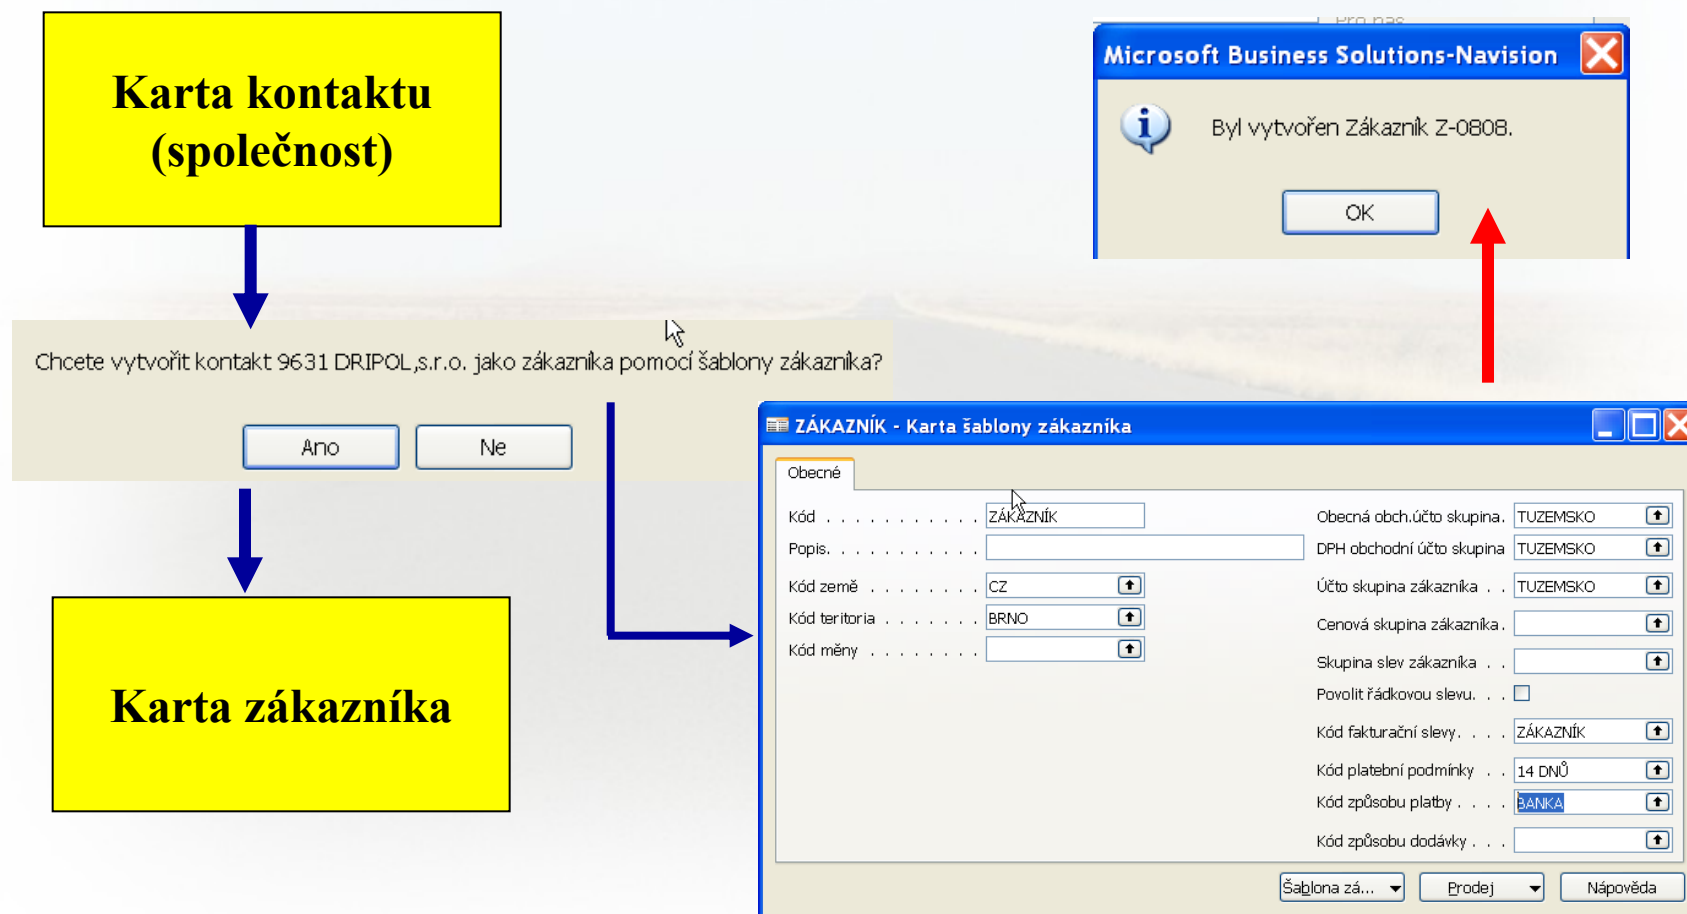 Karta kontaktu
(společnost)
Microsoft Business Solutions-Navision
Byl vytvořen Zákazník Z-0808.
OK
Chcete vytvořit kontakt 9631 DRIPOL,s.r.o. jako zákazníka pomocí šablony zákazníka?
Ano Ne
Karta zákazníka
ZÁKAZNÍK - Karta šablony zákazníka
Obecné
Kód . . . . . . . . . . . ZÁKAZNÍK
Popis. . . . . . . . . . .
Kód země . . . . . . . . CZ
Kód teritoria . . . . . . . BRNO
Kód měny . . . . . . . .
Obecná obch.účto skupina. TUZEMSKO
DPH obchodní účto skupina TUZEMSKO
Účto skupina zákazníka . . TUZEMSKO
Cenová skupina zákazníka.
Skupina slev zákazníka . .
Povolit řádkovou slevu. . .
Kód fakturační slevy. . . . ZÁKAZNÍK
Kód platební podmínky . . 14 DNŮ
Kód způsobu platby . . . . BANKA
Kód způsobu dodávky . . .
Šablona zá... Prodej Nápověda